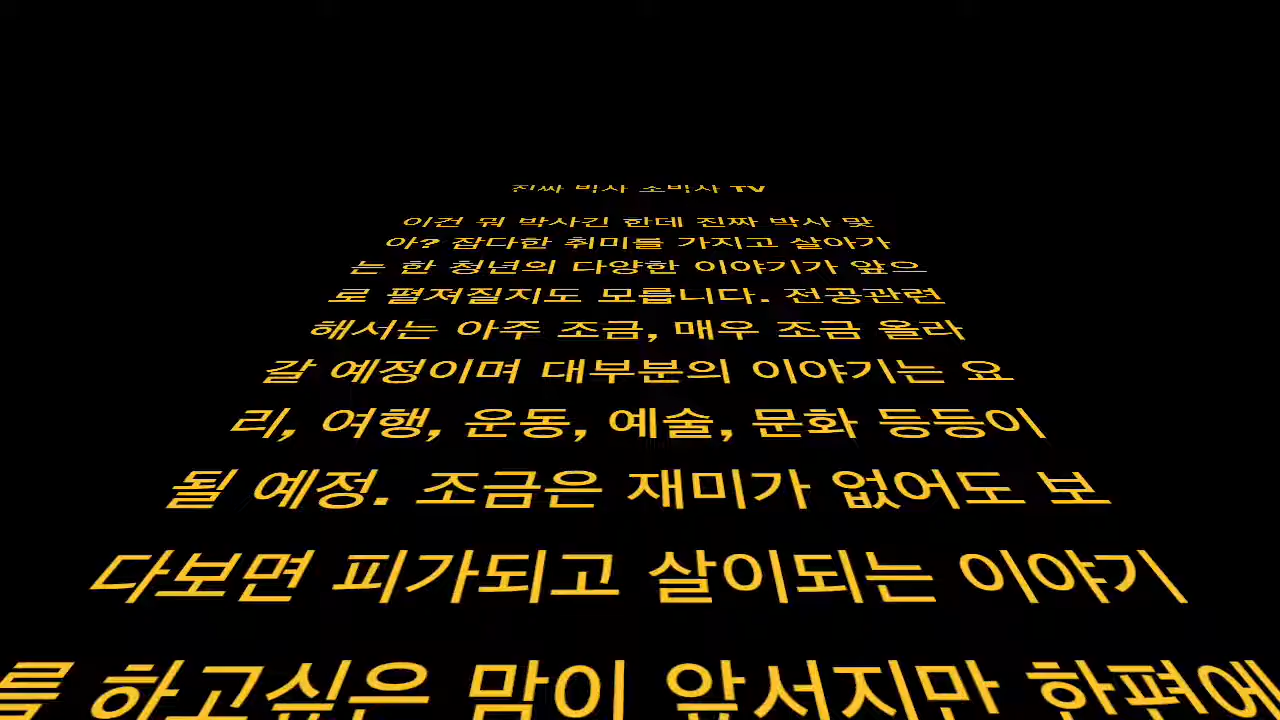 진짜 박사 소박사 TV
이건 뭐 박사긴 한데 진짜 박사 맞
아? 잡다한 취미를 가지고 살아가
는 한 청년의 다양한 이야기가 앞으
로 펼져질지도 모릅니다. 전공관련
해서는 아주 조금, 매우 조금 올라
갈 예정이며 대부분의 이야기는 요
리, 여행, 운동, 예술, 문화 등등이
될 예정. 조금은 재미가 없어도 보
다보면 피가되고 살이되는 이야기
를 하고싶은 맘이 앞서지만 한편에